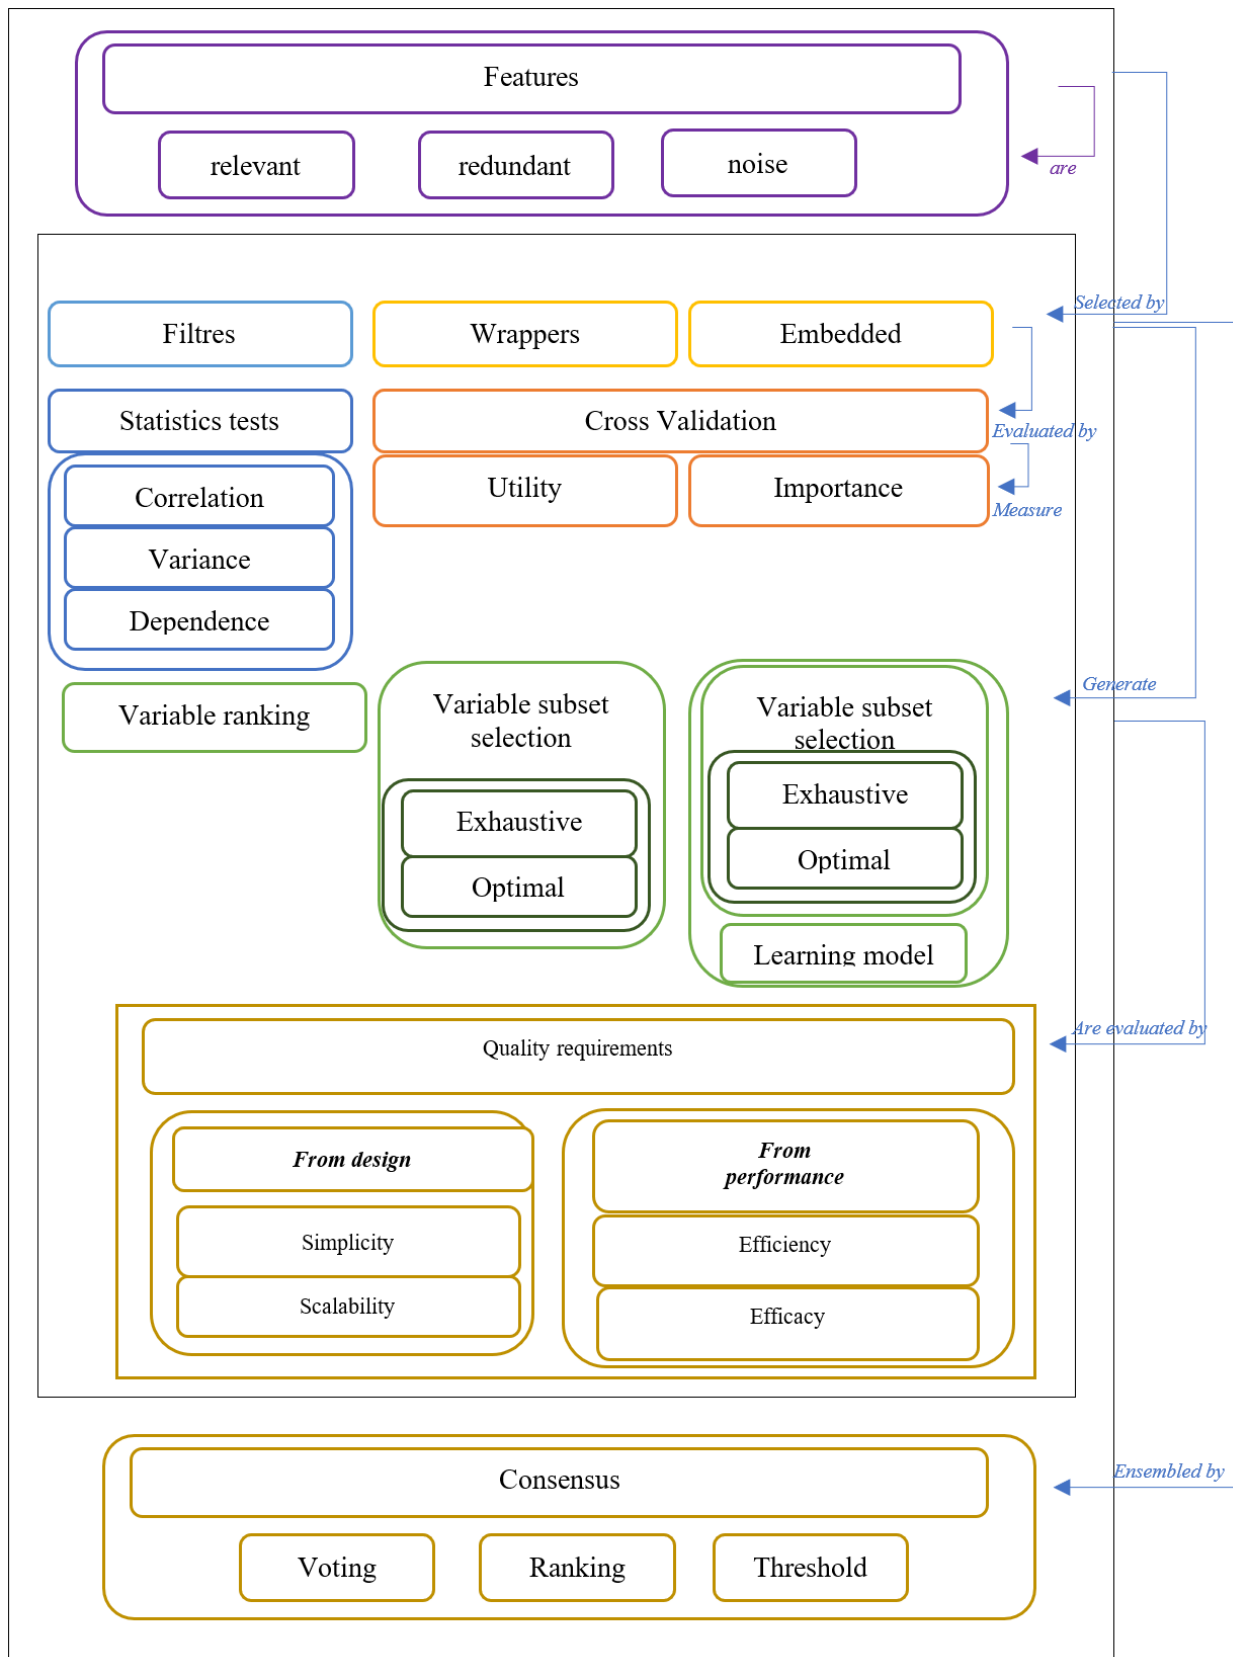 Features
relevant
redundant
noise
are
Selected by
Filtres
Wrappers
Embedded
Statistics tests
Cross Validation
Evaluated by
Correlation
Utility
Importance
Measure
Variance
Dependence
Generate
Variable ranking
Variable subset
selection
Exhaustive
Optimal
Variable subset
selection
Exhaustive
Optimal
Learning model
Are evaluated by
Quality requirements
From design
Simplicity
Scalability
From
performance
Efficiency
Efficacy
Ensembled by
Consensus
Voting
Ranking
Threshold